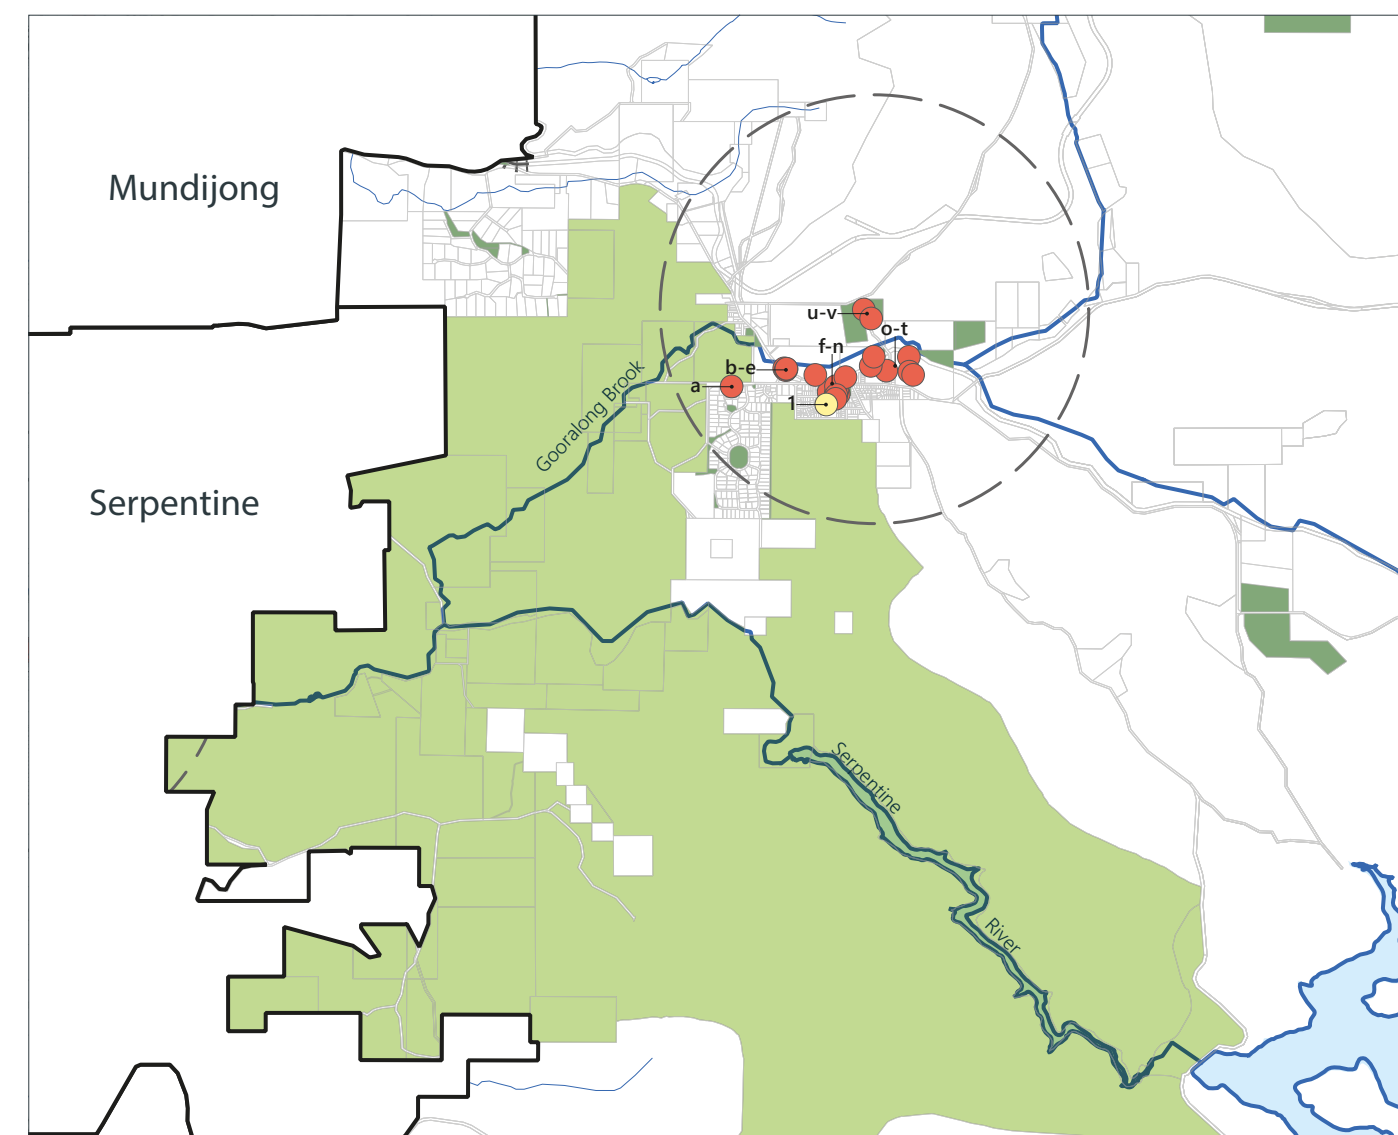 Mundijong
u-v
o-t
f-n
b-e
a
1
Gooralong Brook
Serpentine
Serpentine
River